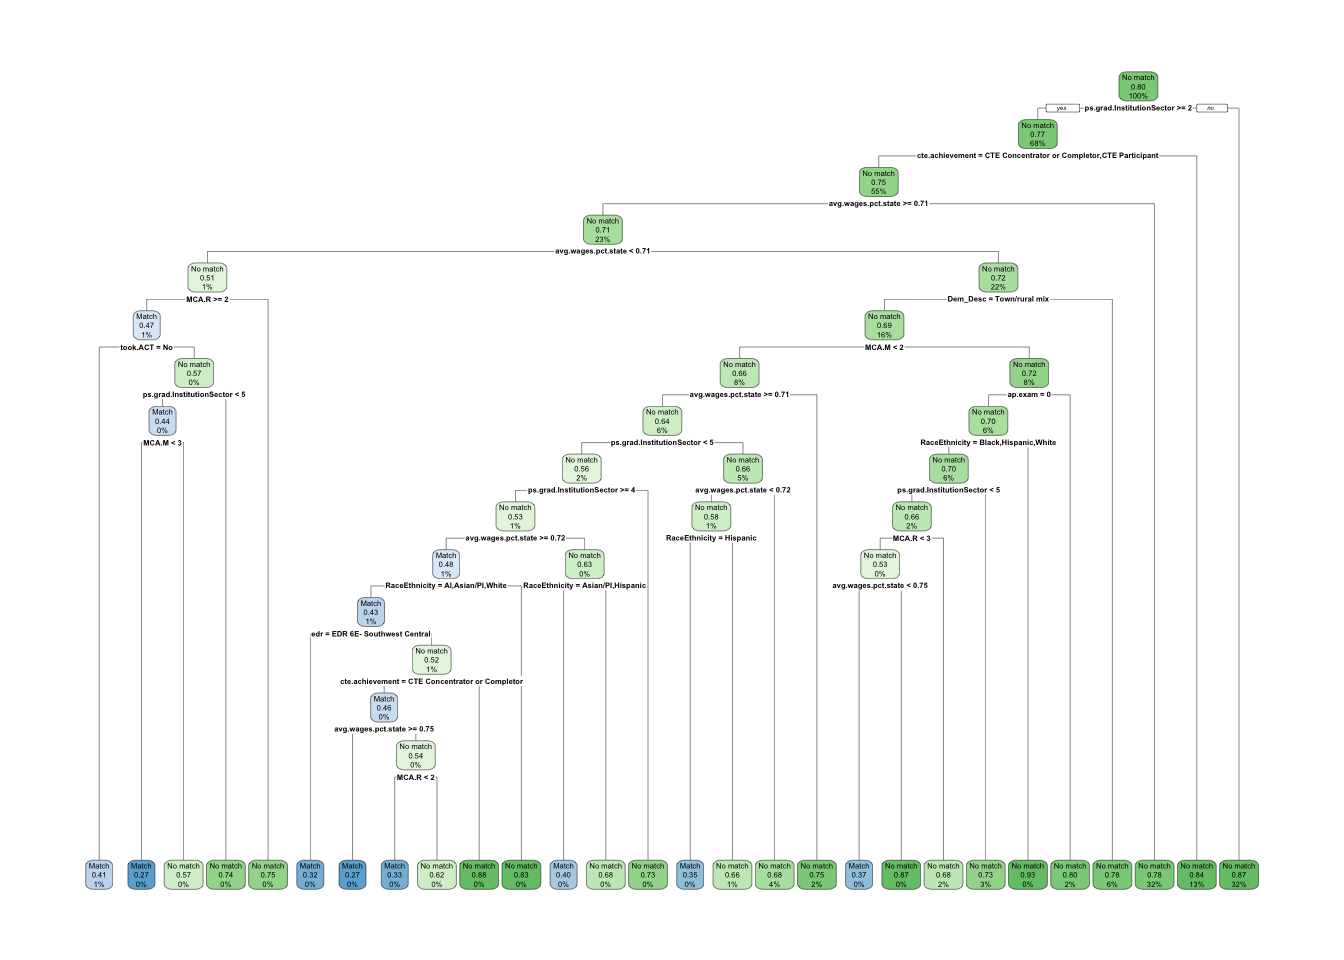 No match
0.80
100%
yes
ps.grad.InstitutionSector >= 2
no
No match
0.77
68%
cte.achievement = CTE Concentrator or Completor,CTE Participant
No match
0.75
55%
avg.wages.pct.state >= 0.71
No match
0.71
23%
avg.wages.pct.state < 0.71
No match
0.51
1%
No match
0.72
22%
MCA.R >= 2
Dem_Desc = Town/rural mix
Match
0.47
1%
No match
0.69
16%
took.ACT = No
MCA.M < 2
No match
0.57
0%
No match
0.66
8%
No match
0.72
8%
ps.grad.InstitutionSector < 5
avg.wages.pct.state >= 0.71
ap.exam = 0
Match
0.44
0%
No match
0.64
6%
No match
0.70
6%
MCA.M < 3
ps.grad.InstitutionSector < 5
RaceEthnicity = Black,Hispanic,White
No match
0.56
2%
No match
0.66
5%
No match
0.70
6%
ps.grad.InstitutionSector >= 4
avg.wages.pct.state < 0.72
ps.grad.InstitutionSector < 5
No match
0.53
1%
No match
0.58
1%
No match
0.66
2%
avg.wages.pct.state >= 0.72
RaceEthnicity = Hispanic
MCA.R < 3
Match
0.48
1%
No match
0.63
0%
No match
0.53
0%
RaceEthnicity = AI,Asian/PI,White
RaceEthnicity = Asian/PI,Hispanic
avg.wages.pct.state < 0.75
Match
0.43
1%
edr = EDR 6E- Southwest Central
No match
0.52
1%
cte.achievement = CTE Concentrator or Completor
Match
0.46
0%
avg.wages.pct.state >= 0.75
No match
0.54
0%
MCA.R < 2
Match
0.41
1%
Match
0.27
0%
No match
0.57
0%
No match
0.74
0%
No match
0.75
0%
Match
0.32
0%
Match
0.27
0%
Match
0.33
0%
No match
0.62
0%
No match
0.88
0%
No match
0.83
0%
Match
0.40
0%
No match
0.68
0%
No match
0.73
0%
Match
0.35
0%
No match
0.66
1%
No match
0.68
4%
No match
0.75
2%
Match
0.37
0%
No match
0.87
0%
No match
0.68
2%
No match
0.73
3%
No match
0.93
0%
No match
0.80
2%
No match
0.78
6%
No match
0.78
32%
No match
0.84
13%
No match
0.87
32%